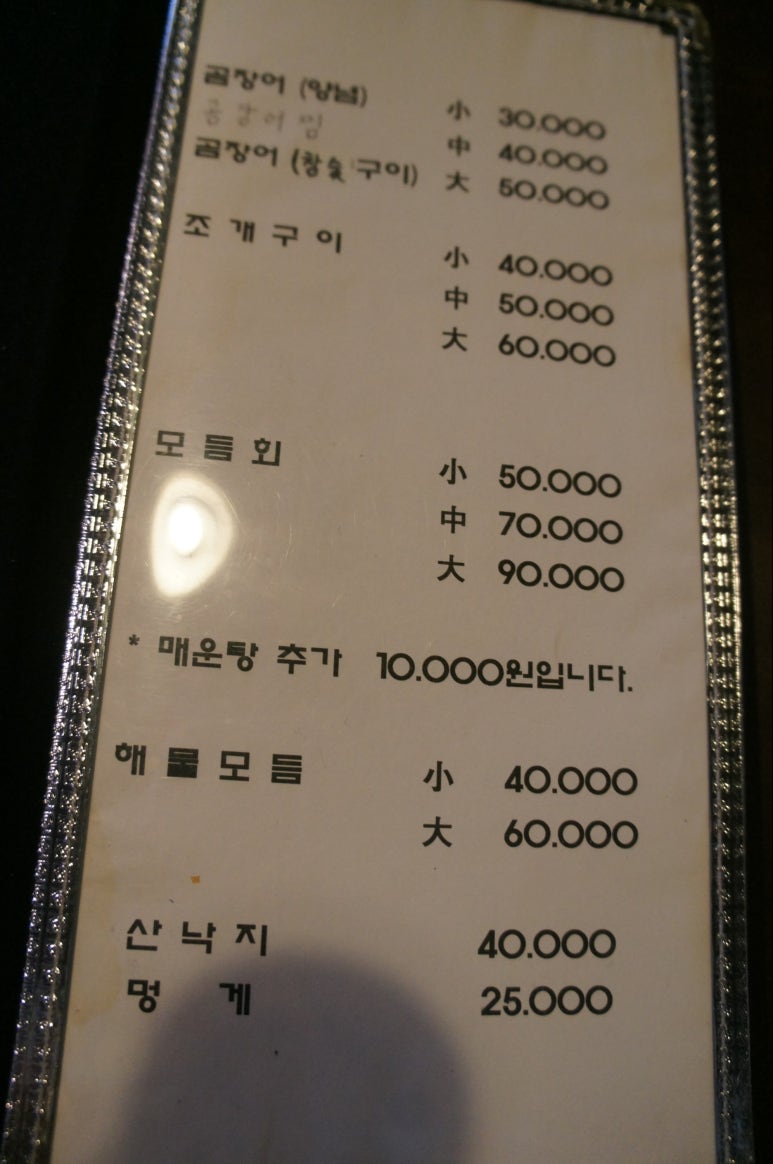 곰장어 (양념) 小 30.000
中 40.000
곰장어 (참숯구이) 大 50.000
조개구이 小 40.000
中 50.000
大 60.000
모듬회 小 50.000
中 70.000
大 90.000
* 매운탕 추가 10.000원입니다.
해물모듬 小 40.000
大 60.000
산낙지 40.000
멍게 25.000